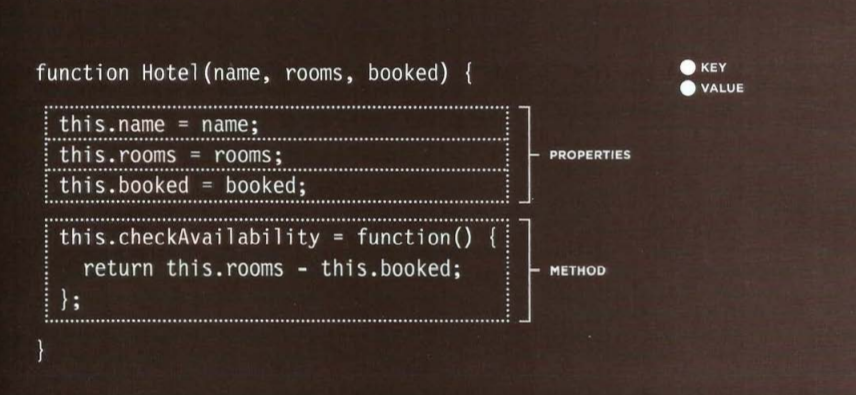 function Hotel(name, rooms, booked) {
KEY
VALUE
this.name = name;
this.rooms = rooms;
this.booked = booked;
PROPERTIES
this.checkAvailability = function() {
return this.rooms - this.booked;
};
METHOD
}